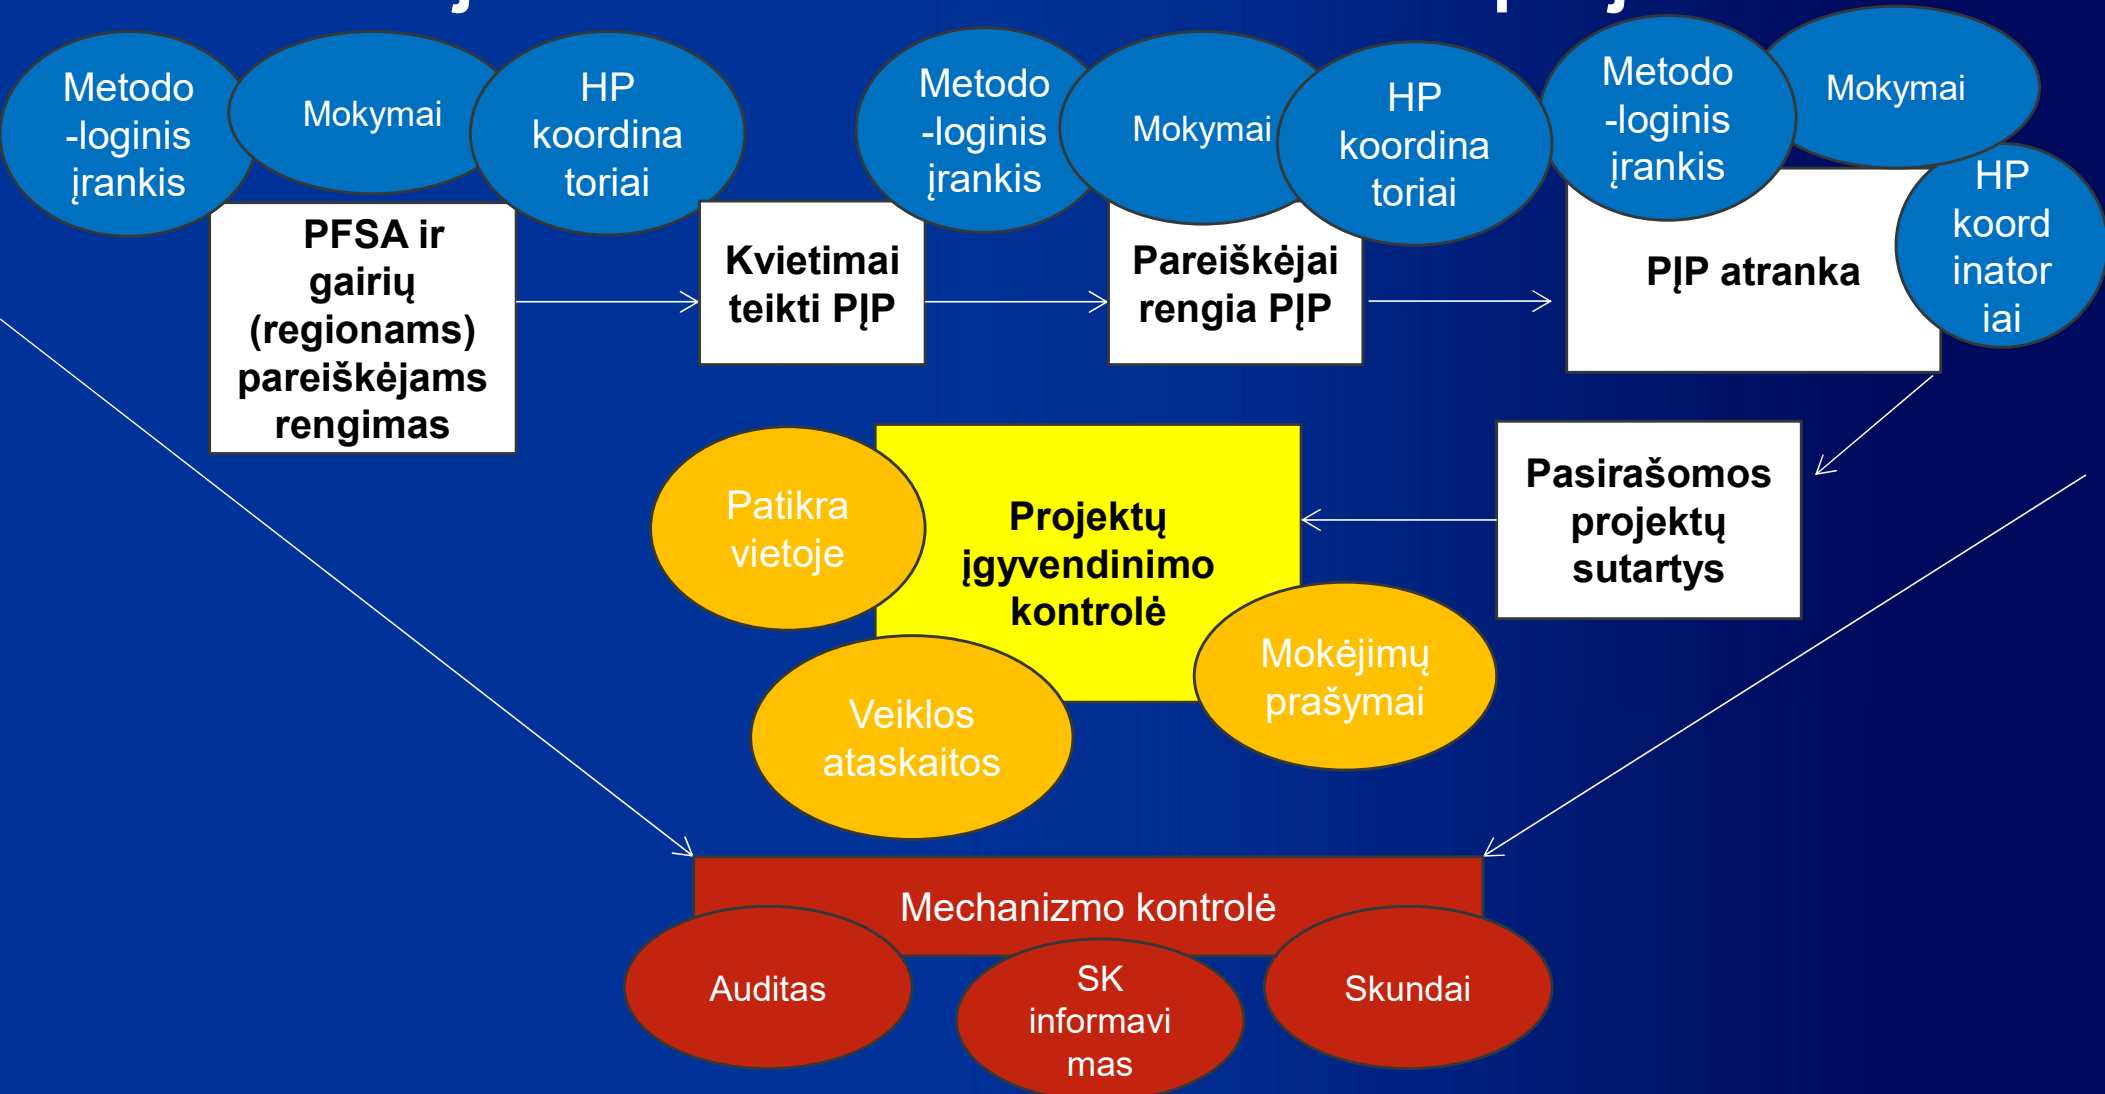 Metodo
-loginis
įrankis
Mokymai
HP
koordina
toriai
Metodo
-loginis
įrankis
Mokymai
HP
koordina
toriai
Metodo
-loginis
įrankis
Mokymai
HP
koord
inator
iai
PFSA ir
gairių
(regionams)
pareiškėjams
rengimas
Kvietimai
teikti PĮP
Pareiškėjai
rengia PĮP
PĮP atranka
Patikra
vietoje
Projektų
įgyvendinimo
kontrolė
Pasirašomos
projektų
sutartys
Mokėjimų
prašymai
Veiklos
ataskaitos
Mechanizmo kontrolė
Auditas
SK
informavi
mas
Skundai